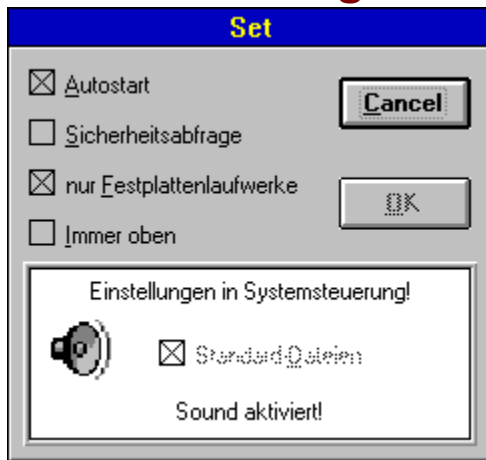 Set
Autostart
Cancel
Sicherheitsabfrage
nur Festplattenlaufwerke
OK
Immer oben
Einstellungen in Systemsteuerung!
Standard-Dateien
Sound aktiviert!